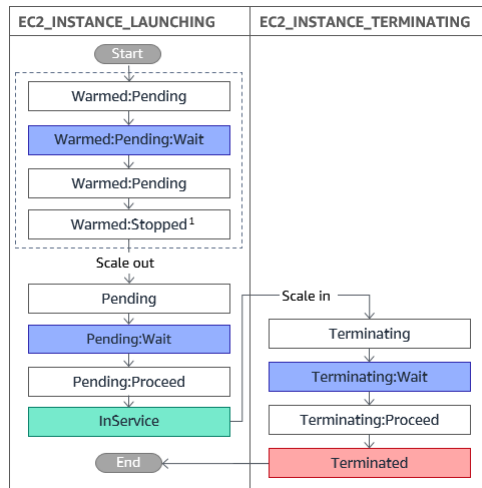 EC2_INSTANCE_LAUNCHING
EC2_INSTANCE_TERMINATING
Start
Warmed:Pending
Warmed:Pending:Wait
Warmed:Pending
Warmed:Stopped¹
Scale out
Pending
Pending:Wait
Pending:Proceed
InService
Scale in
Terminating
Terminating:Wait
Terminating:Proceed
Terminated
End